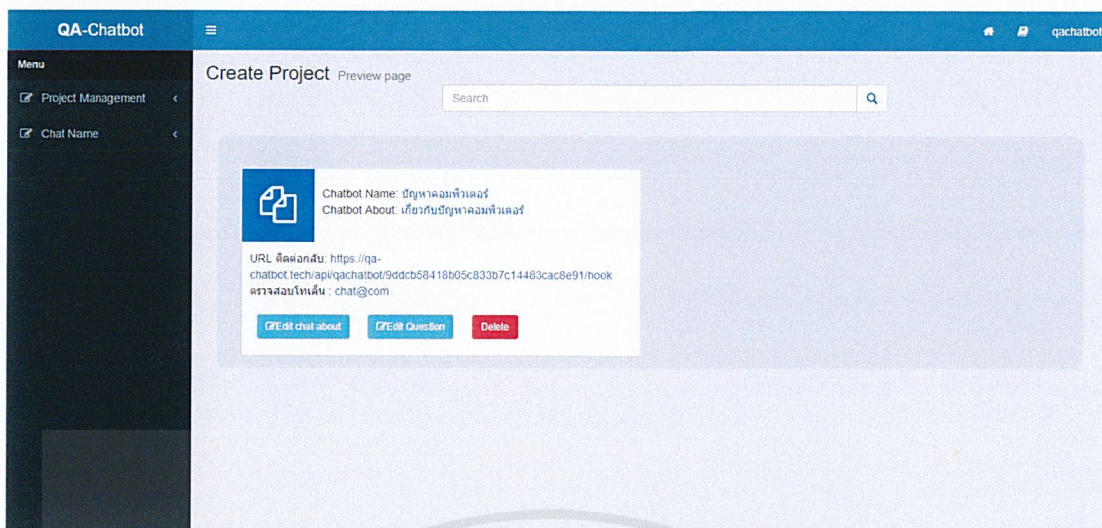 QA-Chatbot
qachatbot
Menu
Project Management
Chat Name
Create Project Preview page
Search
Chatbot Name: ปัญหาคอมพิวเตอร์
Chatbot About: เกี่ยวกับปัญหาคอมพิวเตอร์
URL ติดต่อกลับ: https://qa-
chatbot.tech/api/qachatbot/9ddcb58418b05c833b7c14483cac8e91/hook
ตรวจสอบโทเค็น : chat@com
Edit chat about
Edit Question
Delete